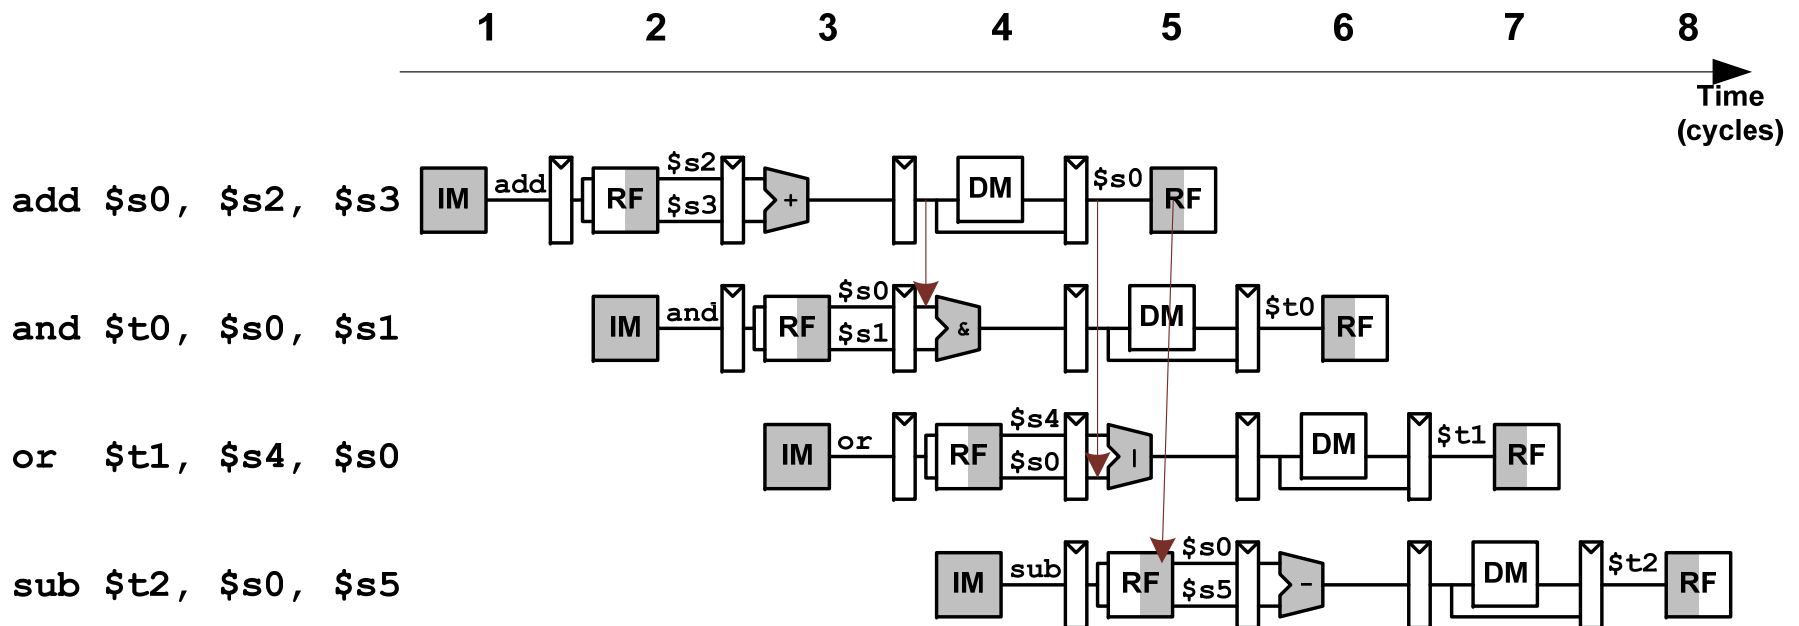 1 2 3 4 5 6 7 8
Time
(cycles)
add $s0, $s2, $s3 IM add RF $s2 $s3 + DM $s0 RF
and $t0, $s0, $s1 IM and RF $s0 $s1 & DM $t0 RF
or $t1, $s4, $s0 IM or RF $s4 $s0 | DM $t1 RF
sub $t2, $s0, $s5 IM sub RF $s0 $s5 - DM $t2 RF